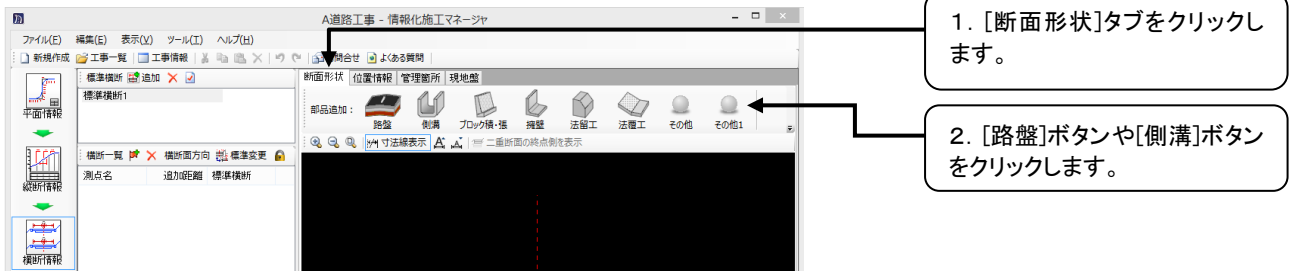 A道路工事 - 情報化施工マネージャ
ファイル(F) 編集(E) 表示(V) ツール(T) ヘルプ(H)
新規作成 工事一覧 工事情報 問合せ よくある質問
標準横断 追加
標準横断1
平面情報
縦断情報
横断情報
横断一覧 横断面方向 標準変更
測点名 追加距離 標準横断
断面形状 位置情報 管理箇所 現地盤
部品追加：
路盤 側溝 ブロック積・張 擁壁 法留工 法覆工 その他 その他1
寸法線表示 A A 二重断面の終点側を表示
1．[断面形状]タブをクリックし
ます。
2．[路盤]ボタンや[側溝]ボタン
をクリックします。